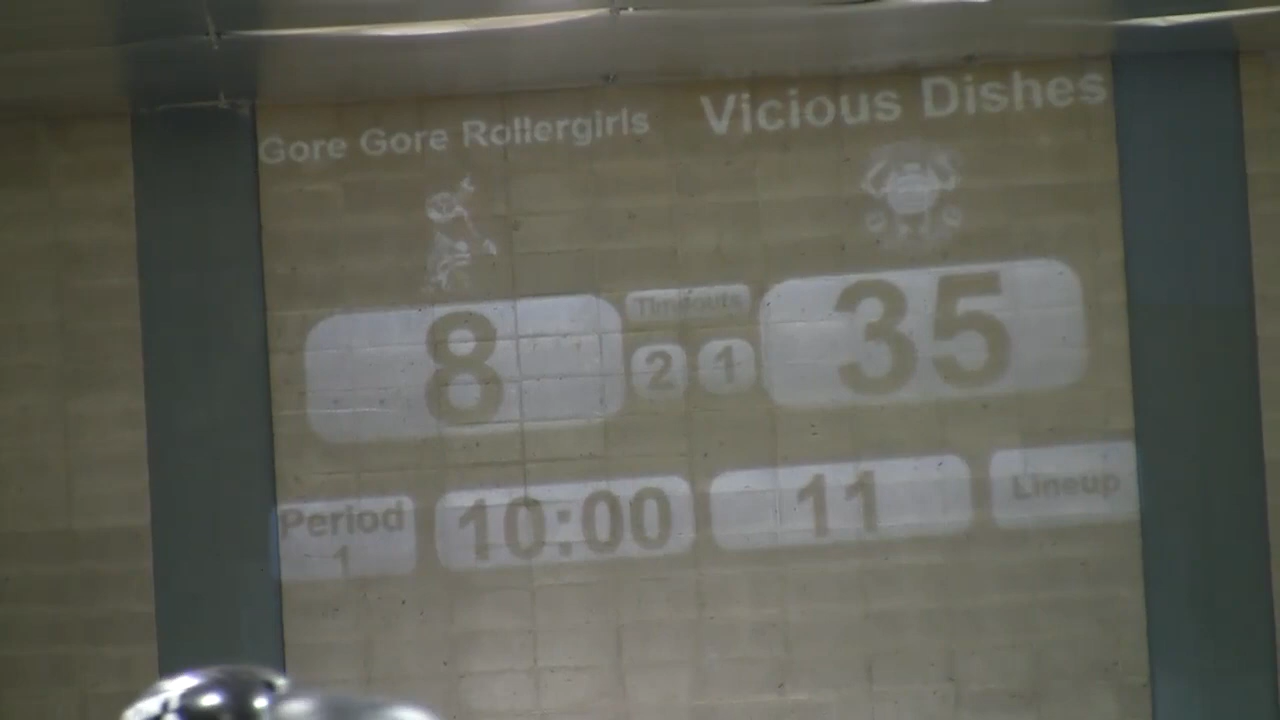 Gore Gore Rollergirls
Vicious Dishes
8
Timeouts
2 1
35
Period
1
10:00
11
Lineup